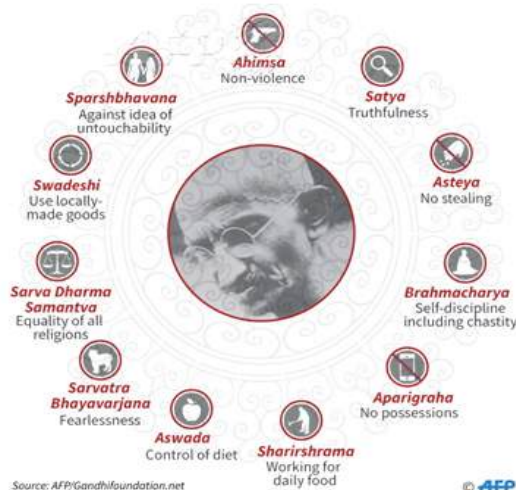 Ahimsa
Non-violence
Satya
Truthfulness
Asteya
No stealing
Brahmacharya
Self-discipline
including chastity
Aparigraha
No possessions
Sharirshrama
Working for
daily food
Aswada
Control of diet
Sarvatra
Bhayavarjana
Fearlessness
Sarva Dharma
Samantva
Equality of all
religions
Swadeshi
Use locally-
made goods
Sparshbhavana
Against idea of
untouchability
Source: AFP/Gandhifoundation.net
© AFP